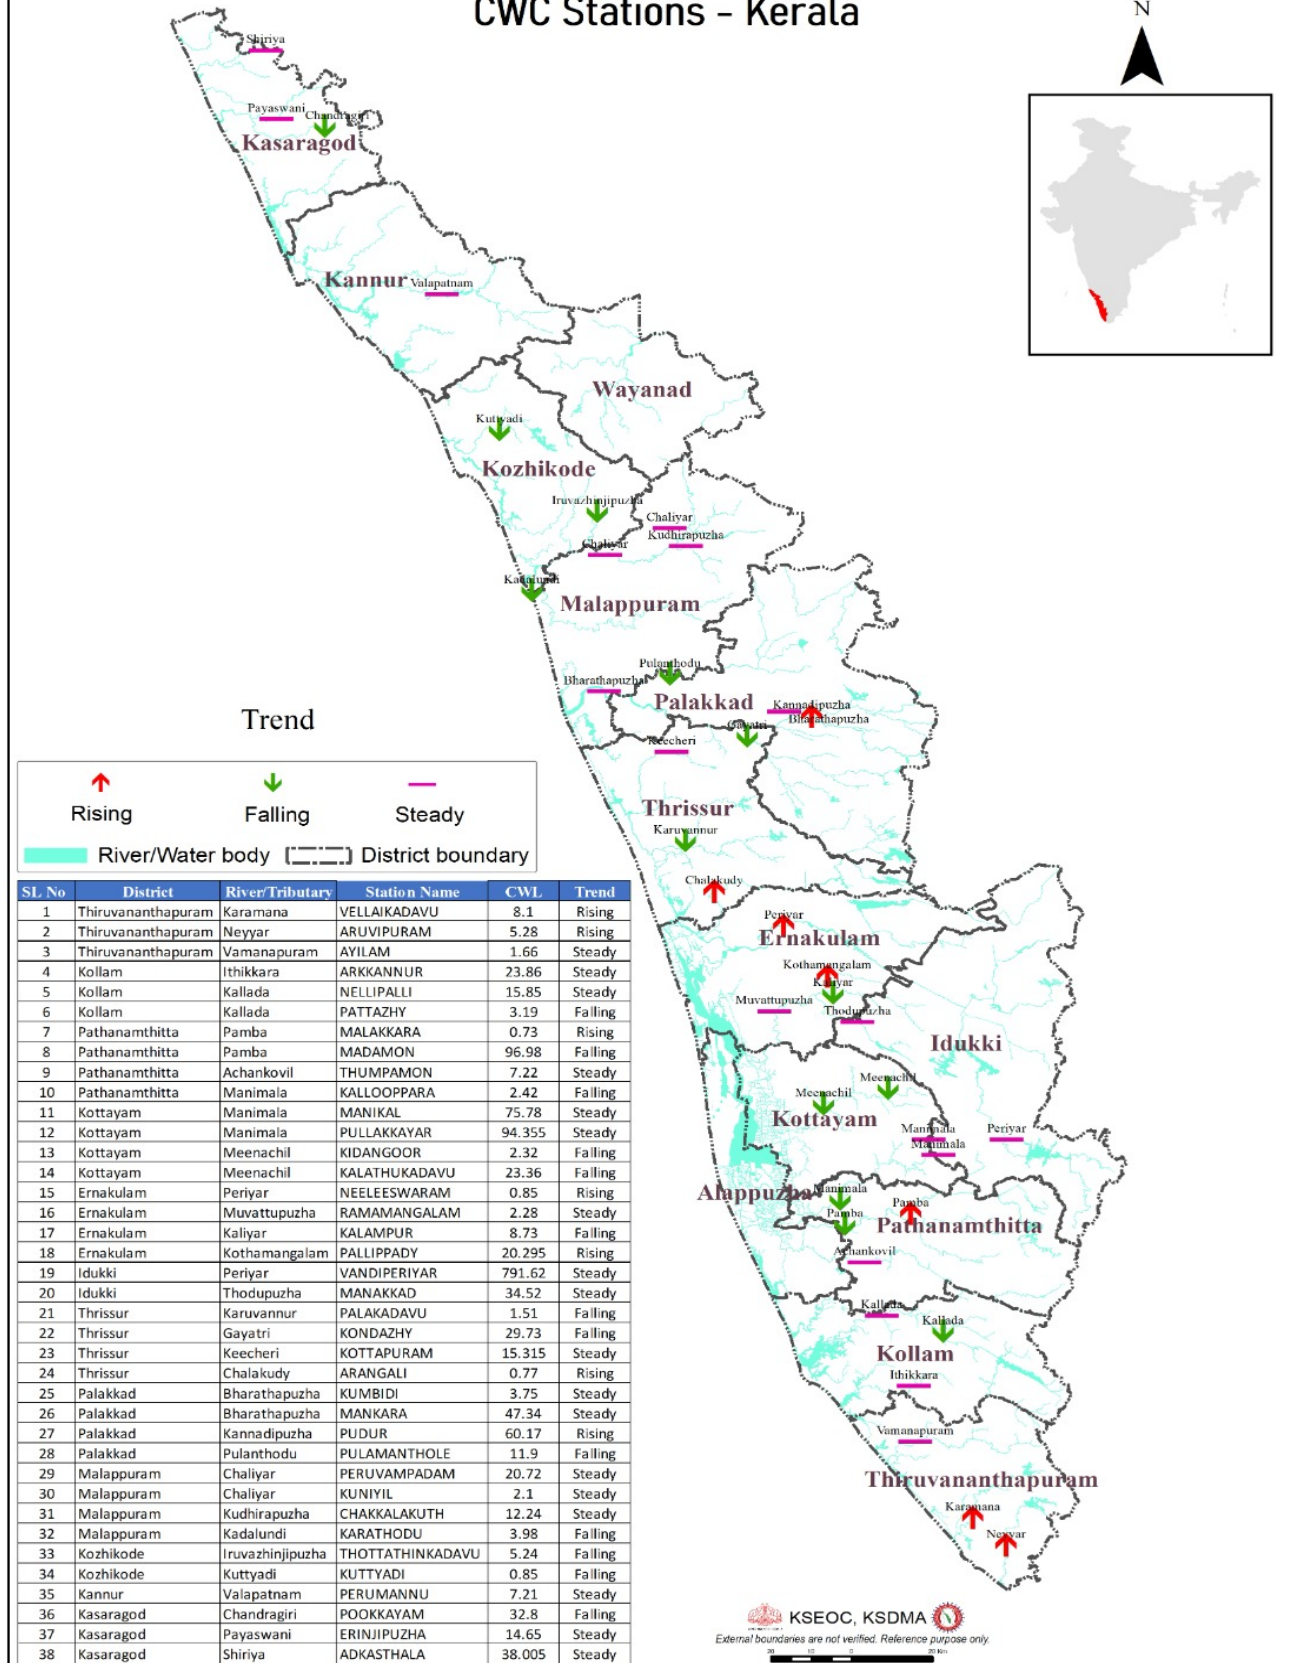 CWC Stations - Kerala
N
Shiriya
Payaswani
Chandragiri
Kasaragod
Kannur
Valapatnam
Wayanad
Kuttyadi
Kozhikode
Iruvazhinjipuzha
Chaliyar
Kudhirapuzha
Chaliyar
Kadalundi
Malappuram
Pulanthodu
Bharathapuzha
Palakkad
Kannadipuzha
Bharathapuzha
Gayatri
Keecheri
Thrissur
Karuvannur
Chalakudy
Periyar
Ernakulam
Kothamangalam
Kaliyar
Muvattupuzha
Thodupuzha
Idukki
Meenachil
Meenachil
Kottayam
Manimala
Periyar
Manimala
Alappuzha
Manimala
Pamba
Pamba
Pathanamthitta
Achankovil
Kallada
Kallada
Kollam
Ithikkara
Vamanapuram
Thiruvananthapuram
Karamana
Neyyar
Trend
Rising Falling Steady
River/Water body District boundary
SL No District River/Tributary Station Name CWL Trend
1 Thiruvananthapuram Karamana VELLAIKADAVU 8.1 Rising
2 Thiruvananthapuram Neyyar ARUVIPURAM 5.28 Rising
3 Thiruvananthapuram Vamanapuram AYILAM 1.66 Steady
4 Kollam Ithikkara ARKKANNUR 23.86 Steady
5 Kollam Kallada NELLIPALLI 15.85 Steady
6 Kollam Kallada PATTAZHY 3.19 Falling
7 Pathanamthitta Pamba MALAKKARA 0.73 Rising
8 Pathanamthitta Pamba MADAMON 96.98 Falling
9 Pathanamthitta Achankovil THUMPAMON 7.22 Steady
10 Pathanamthitta Manimala KALLOOPPARA 2.42 Falling
11 Kottayam Manimala MANIKAL 75.78 Steady
12 Kottayam Manimala PULLAKKAYAR 94.355 Steady
13 Kottayam Meenachil KIDANGOOR 2.32 Falling
14 Kottayam Meenachil KALATHUKADAVU 23.36 Falling
15 Ernakulam Periyar NEELEESWARAM 0.85 Rising
16 Ernakulam Muvattupuzha RAMAMANGALAM 2.28 Steady
17 Ernakulam Kaliyar KALAMPUR 8.73 Falling
18 Ernakulam Kothamangalam PALLIPPADY 20.295 Rising
19 Idukki Periyar VANDIPERIYAR 791.62 Steady
20 Idukki Thodupuzha MANAKKAD 34.52 Steady
21 Thrissur Karuvannur PALAKADAVU 1.51 Falling
22 Thrissur Gayatri KONDAZHY 29.73 Falling
23 Thrissur Keecheri KOTTAPURAM 15.315 Steady
24 Thrissur Chalakudy ARANGALI 0.77 Rising
25 Palakkad Bharathapuzha KUMBIDI 3.75 Steady
26 Palakkad Bharathapuzha MANKARA 47.34 Steady
27 Palakkad Kannadipuzha PUDUR 60.17 Rising
28 Palakkad Pulanthodu PULAMANTHOLE 11.9 Falling
29 Malappuram Chaliyar PERUVAMPADAM 20.72 Steady
30 Malappuram Chaliyar KUNIYIL 2.1 Steady
31 Malappuram Kudhirapuzha CHAKKALAKUTH 12.24 Steady
32 Malappuram Kadalundi KARATHODU 3.98 Falling
33 Kozhikode Iruvazhinjipuzha THOTTATHINKADAVU 5.24 Falling
34 Kozhikode Kuttyadi KUTTYADI 0.85 Falling
35 Kannur Valapatnam PERUMANNU 7.21 Steady
36 Kasaragod Chandragiri POOKKAYAM 32.8 Falling
37 Kasaragod Payaswani ERINJIPUZHA 14.65 Steady
38 Kasaragod Shiriya ADKASTHALA 38.005 Steady
KSEOC, KSDMA
External boundaries are not verified. Reference purpose only.
20 10 0 20 Km